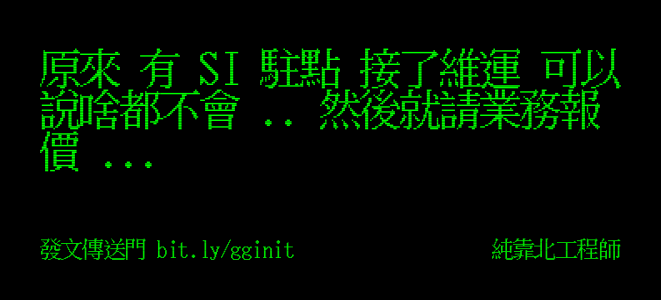 原來 有 SI 駐點 接了維運 可以
說啥都不會 .. 然後就請業務報
價 ...
發文傳送門 bit.ly/gginit
純靠北工程師